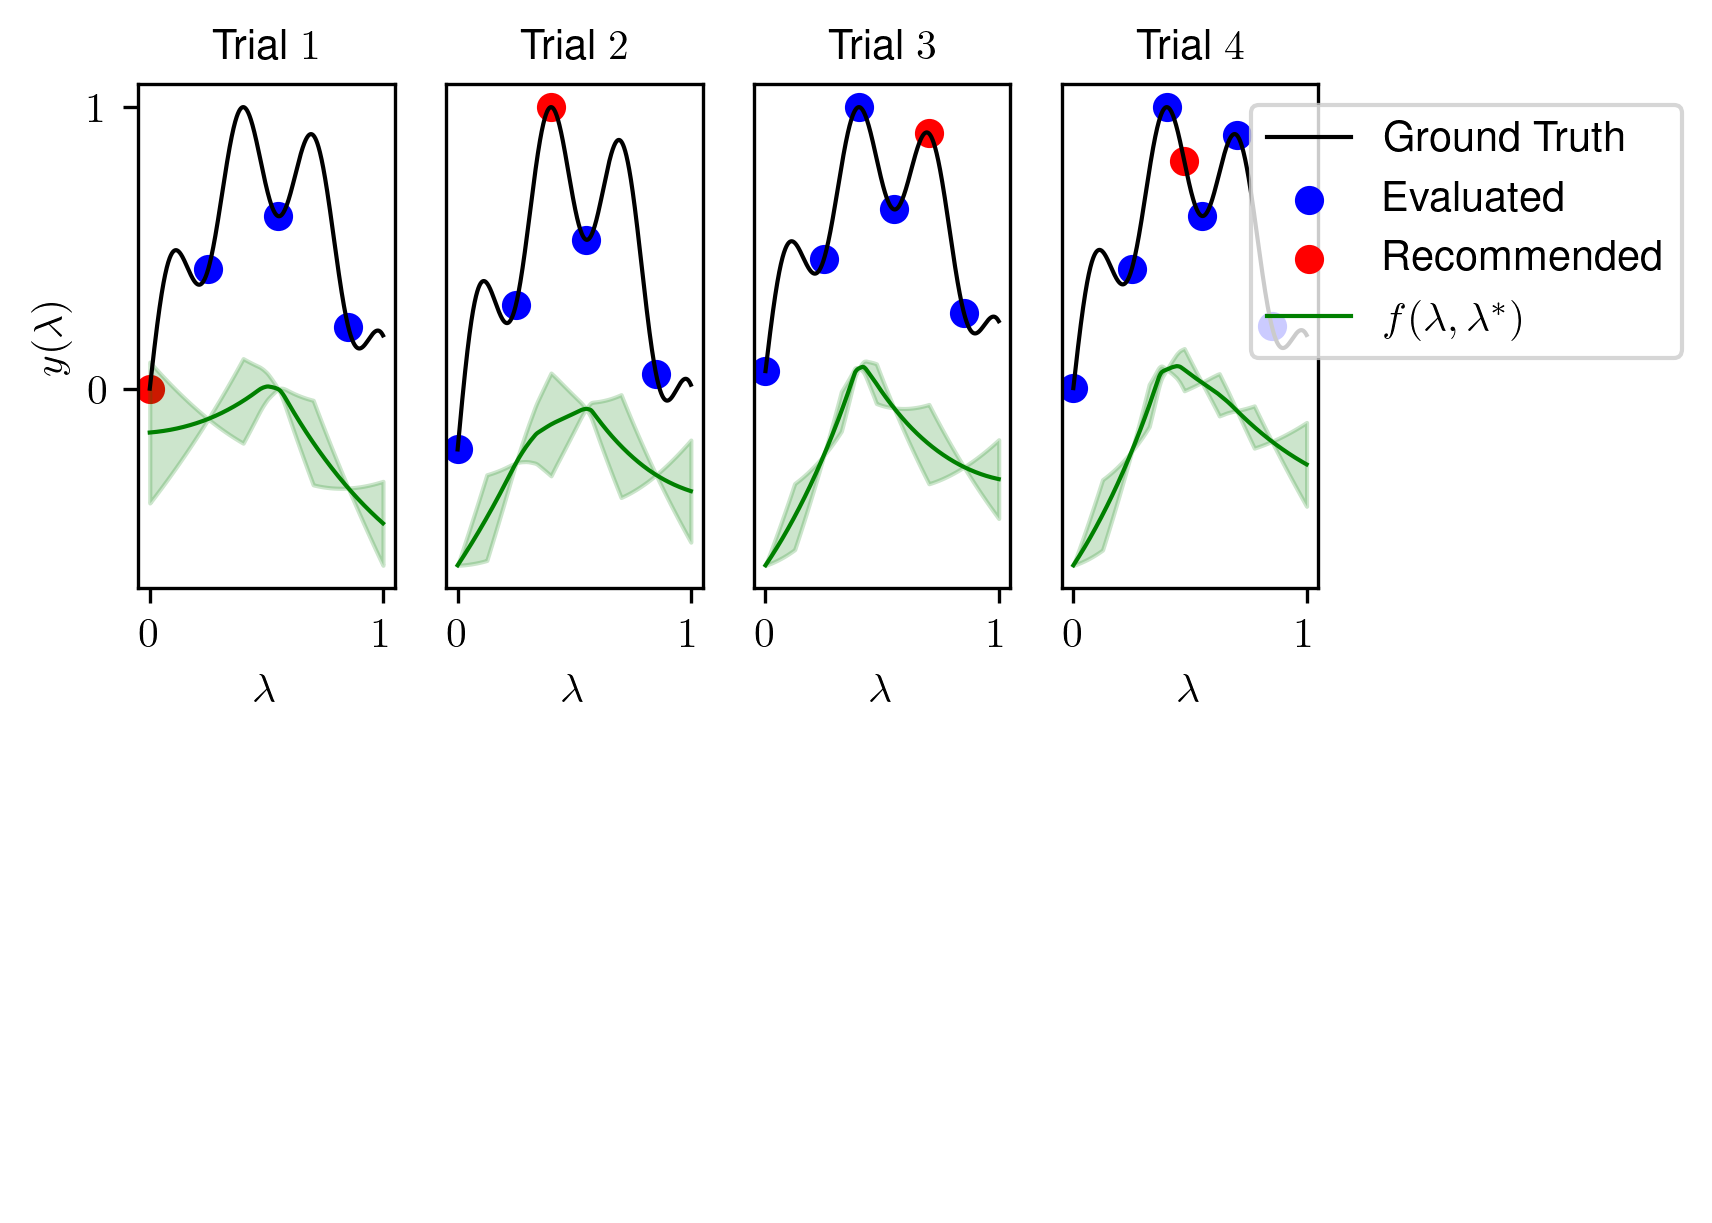 Trial 1
Trial 2
Trial 3
Trial 4
1
0
y(λ)
0 1
0 1
0 1
0 1
λ
λ
λ
λ
Ground Truth
Evaluated
Recommended
f(λ, λ*)